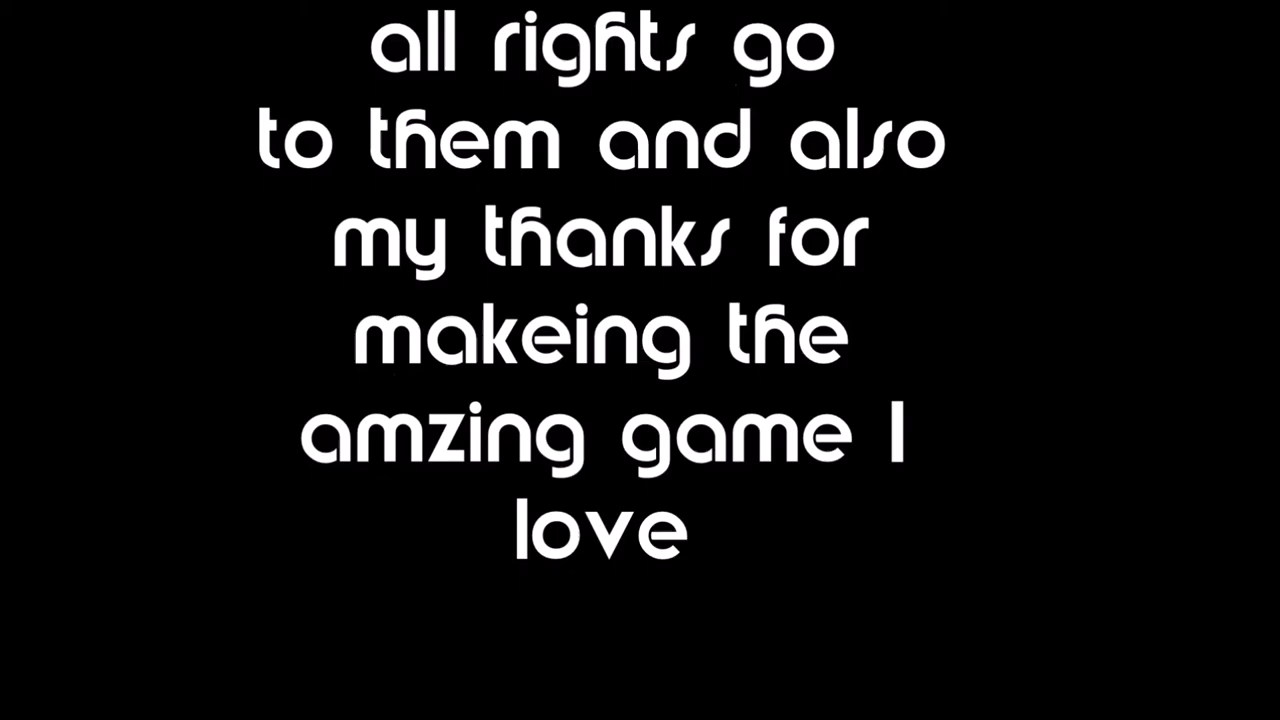 all rights go
to them and also
my thanks for
makeing the
amzing game I
love